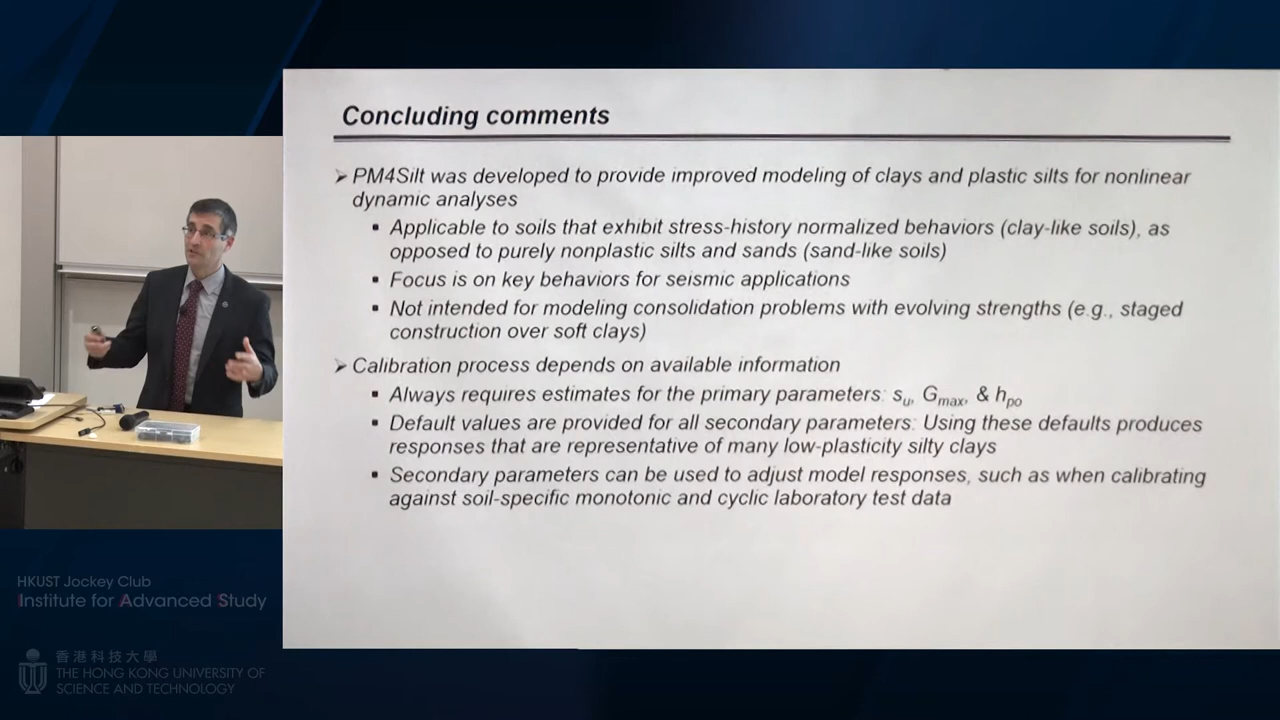 Concluding comments
PM4Silt was developed to provide improved modeling of clays and plastic silts for nonlinear
dynamic analyses
Applicable to soils that exhibit stress-history normalized behaviors (clay-like soils), as
opposed to purely nonplastic silts and sands (sand-like soils)
Focus is on key behaviors for seismic applications
Not intended for modeling consolidation problems with evolving strengths (e.g., staged
construction over soft clays)
Calibration process depends on available information
Always requires estimates for the primary parameters: su, Gmax, & hpo
Default values are provided for all secondary parameters: Using these defaults produces
responses that are representative of many low-plasticity silty clays
Secondary parameters can be used to adjust model responses, such as when calibrating
against soil-specific monotonic and cyclic laboratory test data
HKUST Jockey Club
Institute for Advanced Study
香港科技大學
THE HONG KONG UNIVERSITY OF
SCIENCE AND TECHNOLOGY